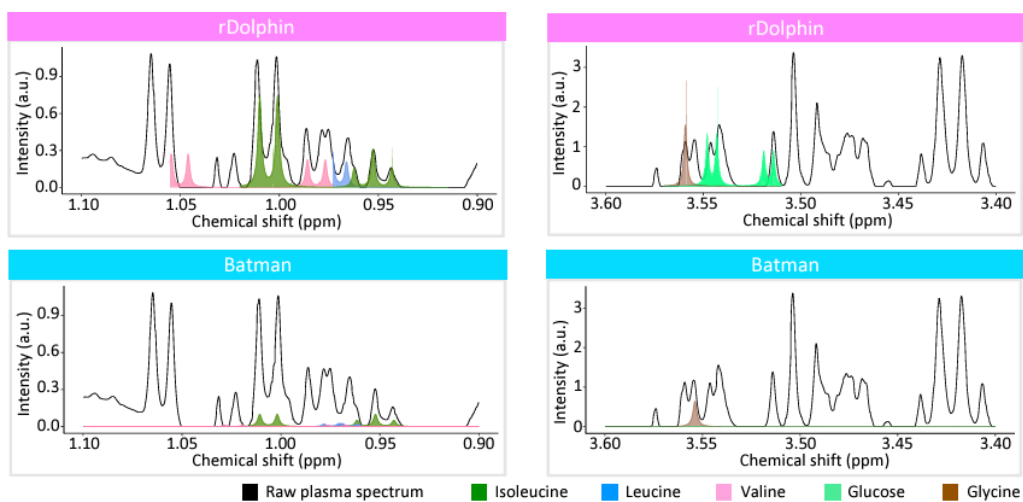 rDolphin
Intensity (a.u.)
0.9
0.6
0.3
0.0
1.10
1.05
1.00
0.95
0.90
Chemical shift (ppm)
rDolphin
Intensity (a.u.)
3
2
1
0
3.60
3.55
3.50
3.45
3.40
Chemical shift (ppm)
Batman
Intensity (a.u.)
0.9
0.6
0.3
0.0
1.10
1.05
1.00
0.95
0.90
Chemical shift (ppm)
Batman
Intensity (a.u.)
3
2
1
0
3.60
3.55
3.50
3.45
3.40
Chemical shift (ppm)
Raw plasma spectrum
Isoleucine
Leucine
Valine
Glucose
Glycine